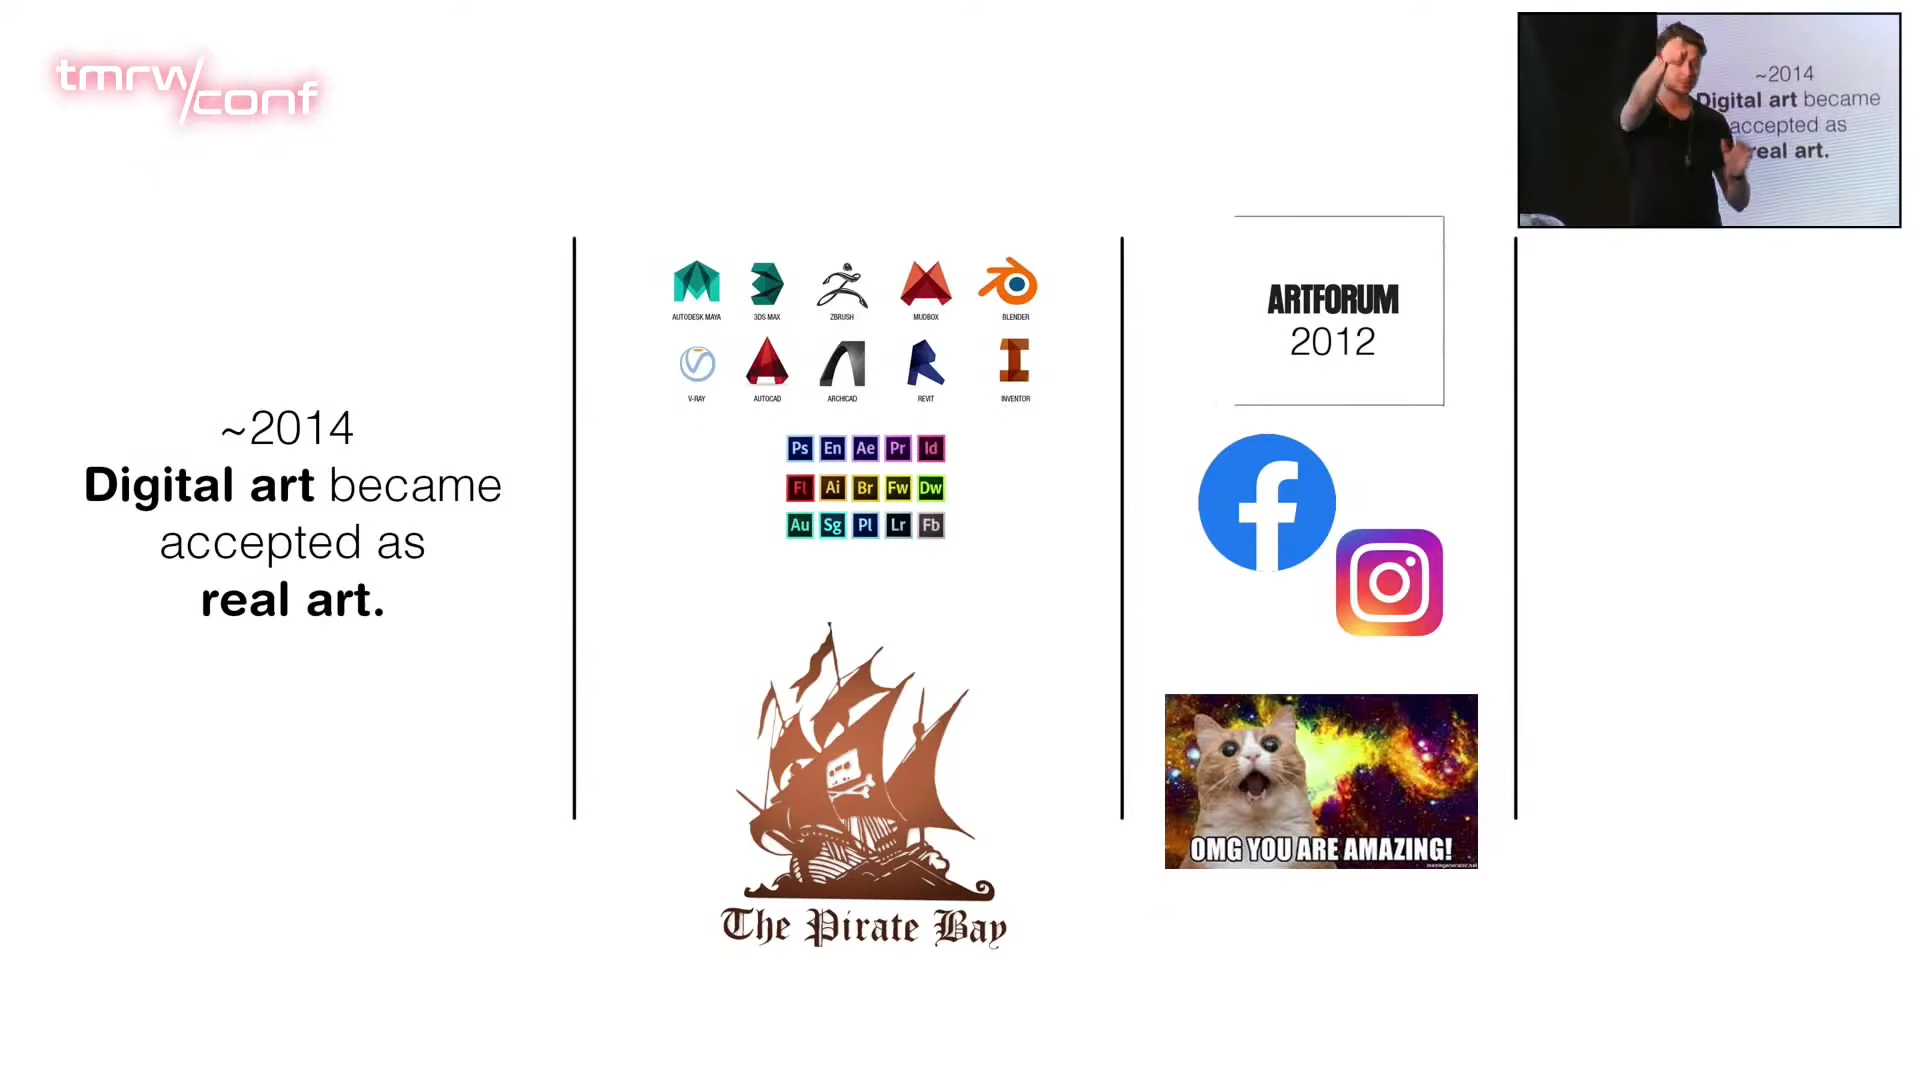 tmrw/conf
~2014
Digital art became
accepted as
real art.
AUTODESK MAYA
3DS MAX
ZBRUSH
MUDBOX
BLENDER
V-RAY
AUTOCAD
ARCHICAD
REVIT
INVENTOR
Ps En Ae Pr Id
Fl Ai Br Fw Dw
Au Sg Pl Lr Fb
The Pirate Bay
ARTFORUM
2012
OMG YOU ARE AMAZING!
memegenerator.net
~2014
Digital art became
accepted as
real art.